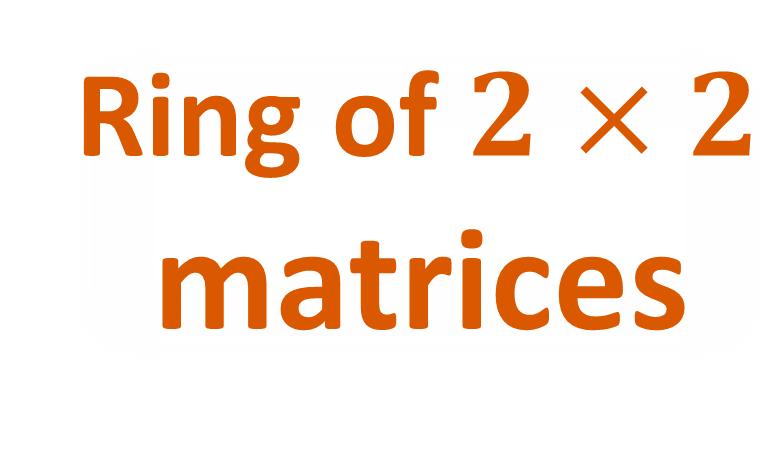 Ring of 2 × 2
matrices